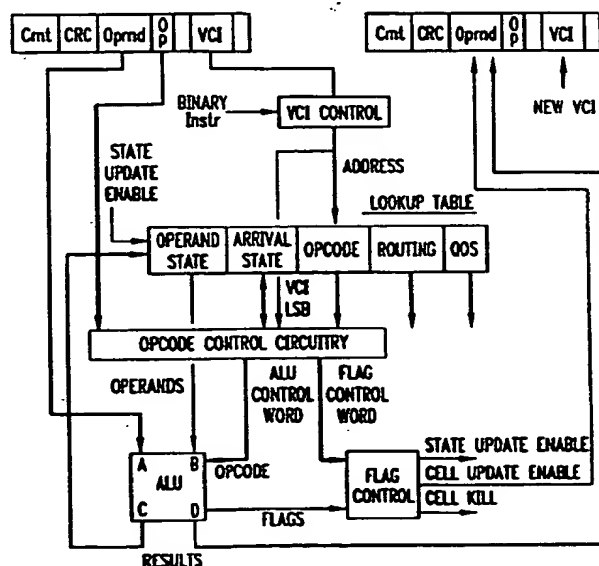 Cmt CRC Oprnd OP VCI
Cmt CRC Oprnd OP VCI
BINARY
Instr
VCI CONTROL
NEW VCI
STATE
UPDATE
ENABLE
ADDRESS
LOOKUP TABLE
OPERAND
STATE
ARRIVAL
STATE
OPCODE
ROUTING
QOS
VCI
LSB
OPCODE CONTROL CIRCUITRY
OPERANDS
ALU
CONTROL
WORD
FLAG
CONTROL
WORD
A
B
ALU
C
D
OPCODE
FLAGS
RESULTS
FLAG
CONTROL
STATE UPDATE ENABLE
CELL UPDATE ENABLE
CELL KILL